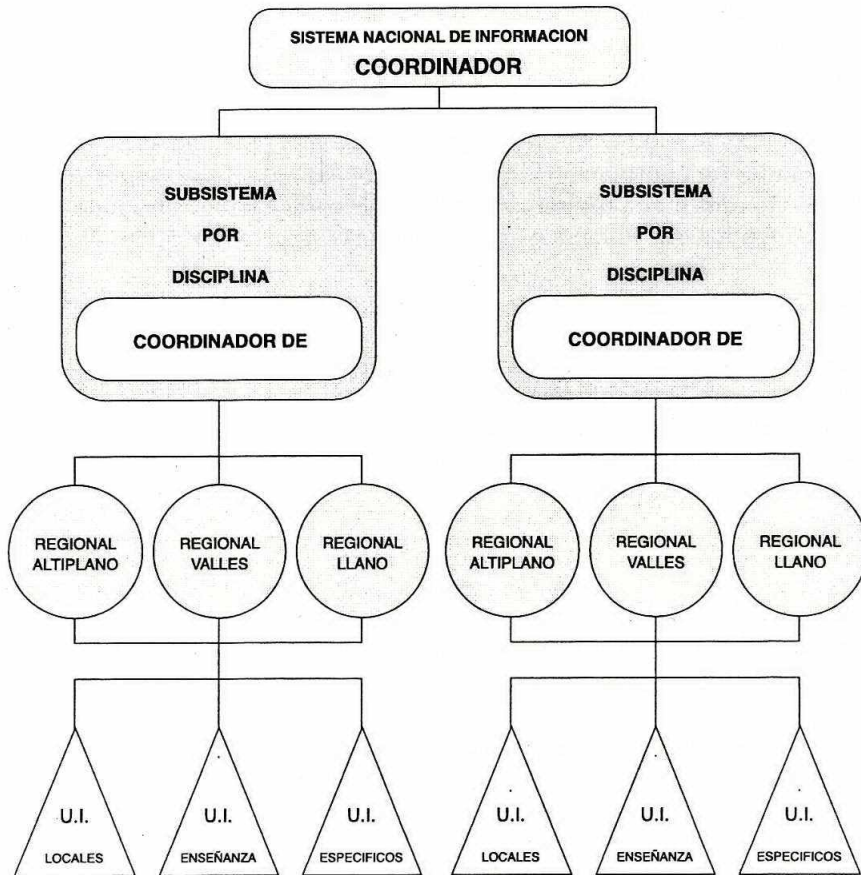 SISTEMA NACIONAL DE INFORMACION
COORDINADOR
SUBSISTEMA
POR
DISCIPLINA
COORDINADOR DE
SUBSISTEMA
POR
DISCIPLINA
COORDINADOR DE
REGIONAL
ALTIPLANO
REGIONAL
VALLES
REGIONAL
LLANO
REGIONAL
ALTIPLANO
REGIONAL
VALLES
REGIONAL
LLANO
U.I.
LOCALES
U.I.
ENSEÑANZA
U.I.
ESPECIFICOS
U.I.
LOCALES
U.I.
ENSEÑANZA
U.I.
ESPECIFICOS